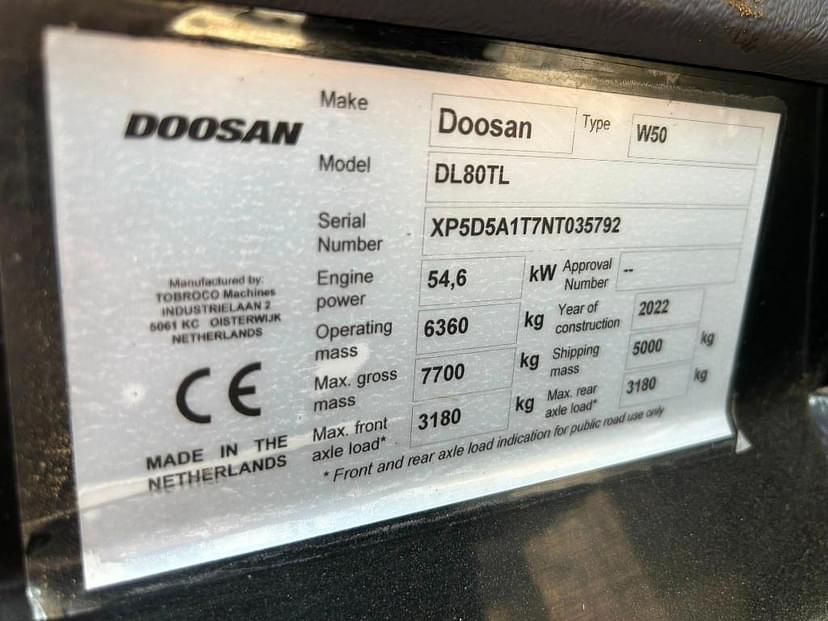 DOOSAN
Make Doosan Type W50
Model DL80TL
Serial Number XP5D5A1T7NT035792
Engine power 54,6 kW Approval Number --
Operating mass 6360 kg Year of construction 2022
Max. gross mass 7700 kg Shipping mass 5000 kg
Max. front axle load* 3180 kg Max. rear axle load* 3180 kg
* Front and rear axle load indication for public road use only
Manufactured by:
TOBROCO Machines
INDUSTRIELAAN 2
5061 KC OISTERWIJK
NETHERLANDS
CE
MADE IN THE
NETHERLANDS